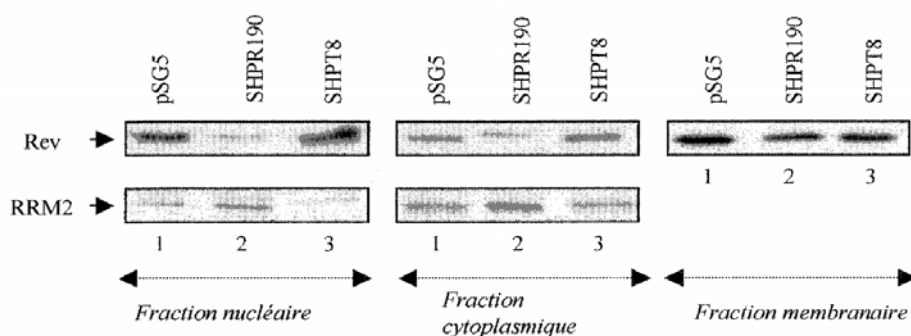 pSG5 SHPR190 SHPT8 pSG5 SHPR190 SHPT8 pSG5 SHPR190 SHPT8
Rev
1 2 3
RRM2
1 2 3 1 2 3
Fraction nucléaire
Fraction
cytoplasmique
Fraction membranaire